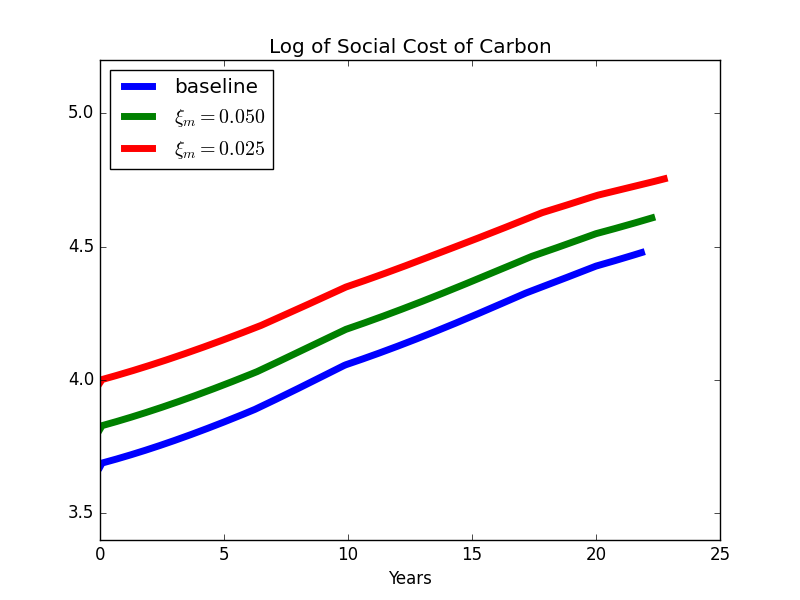 Log of Social Cost of Carbon
baseline
ξₘ = 0.050
ξₘ = 0.025
5.0
4.5
4.0
3.5
0 5 10 15 20 25
Years